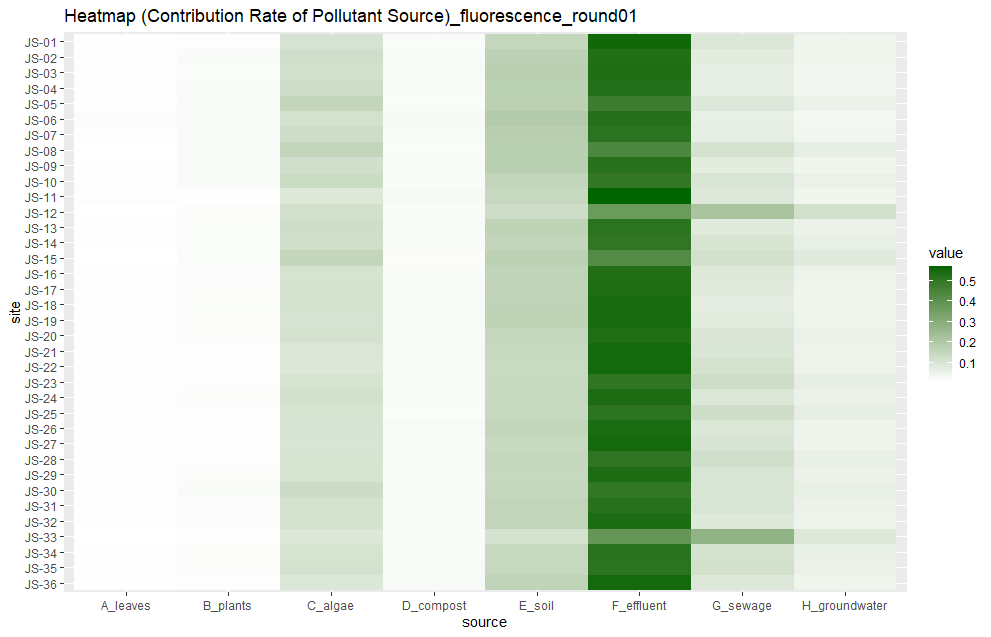 Heatmap (Contribution Rate of Pollutant Source)_fluorescence_round01
site
JS-01
JS-02
JS-03
JS-04
JS-05
JS-06
JS-07
JS-08
JS-09
JS-10
JS-11
JS-12
JS-13
JS-14
JS-15
JS-16
JS-17
JS-18
JS-19
JS-20
JS-21
JS-22
JS-23
JS-24
JS-25
JS-26
JS-27
JS-28
JS-29
JS-30
JS-31
JS-32
JS-33
JS-34
JS-35
JS-36
A_leaves B_plants C_algae D_compost E_soil F_effluent G_sewage H_groundwater
source
value
0.5
0.4
0.3
0.2
0.1